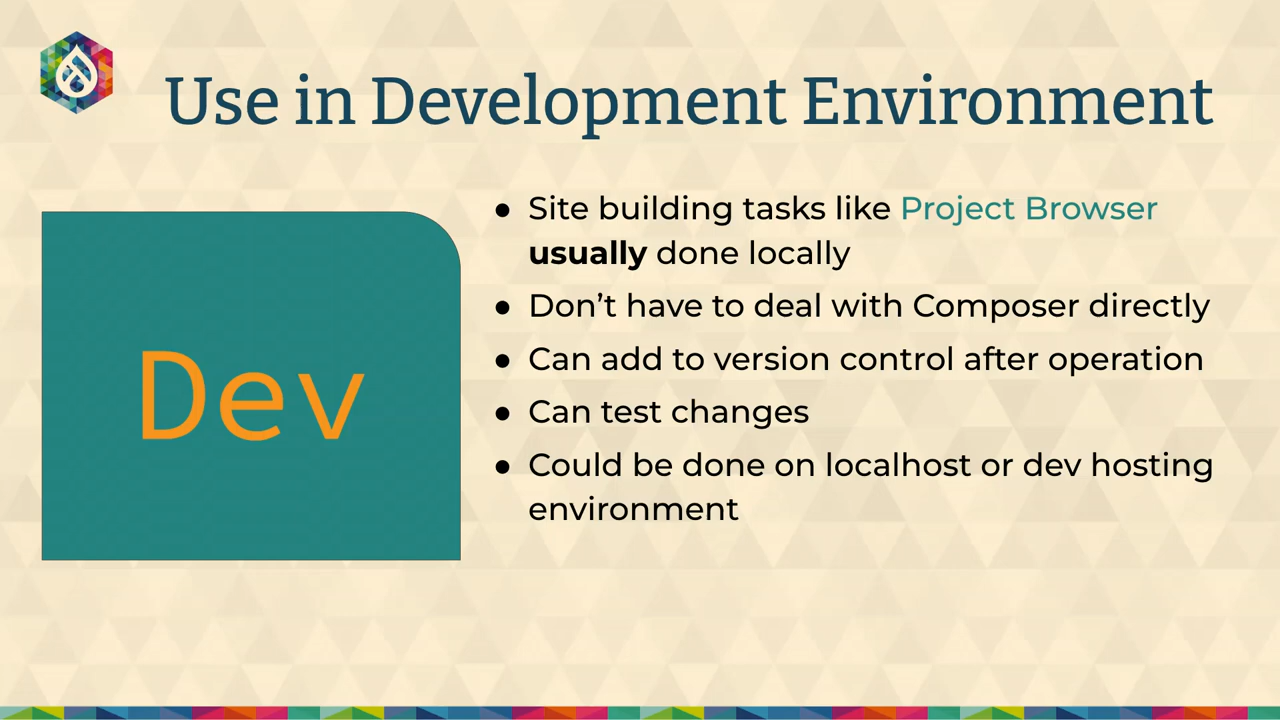 Use in Development Environment
Dev
● Site building tasks like Project Browser
usually done locally
● Don’t have to deal with Composer directly
● Can add to version control after operation
● Can test changes
● Could be done on localhost or dev hosting
environment